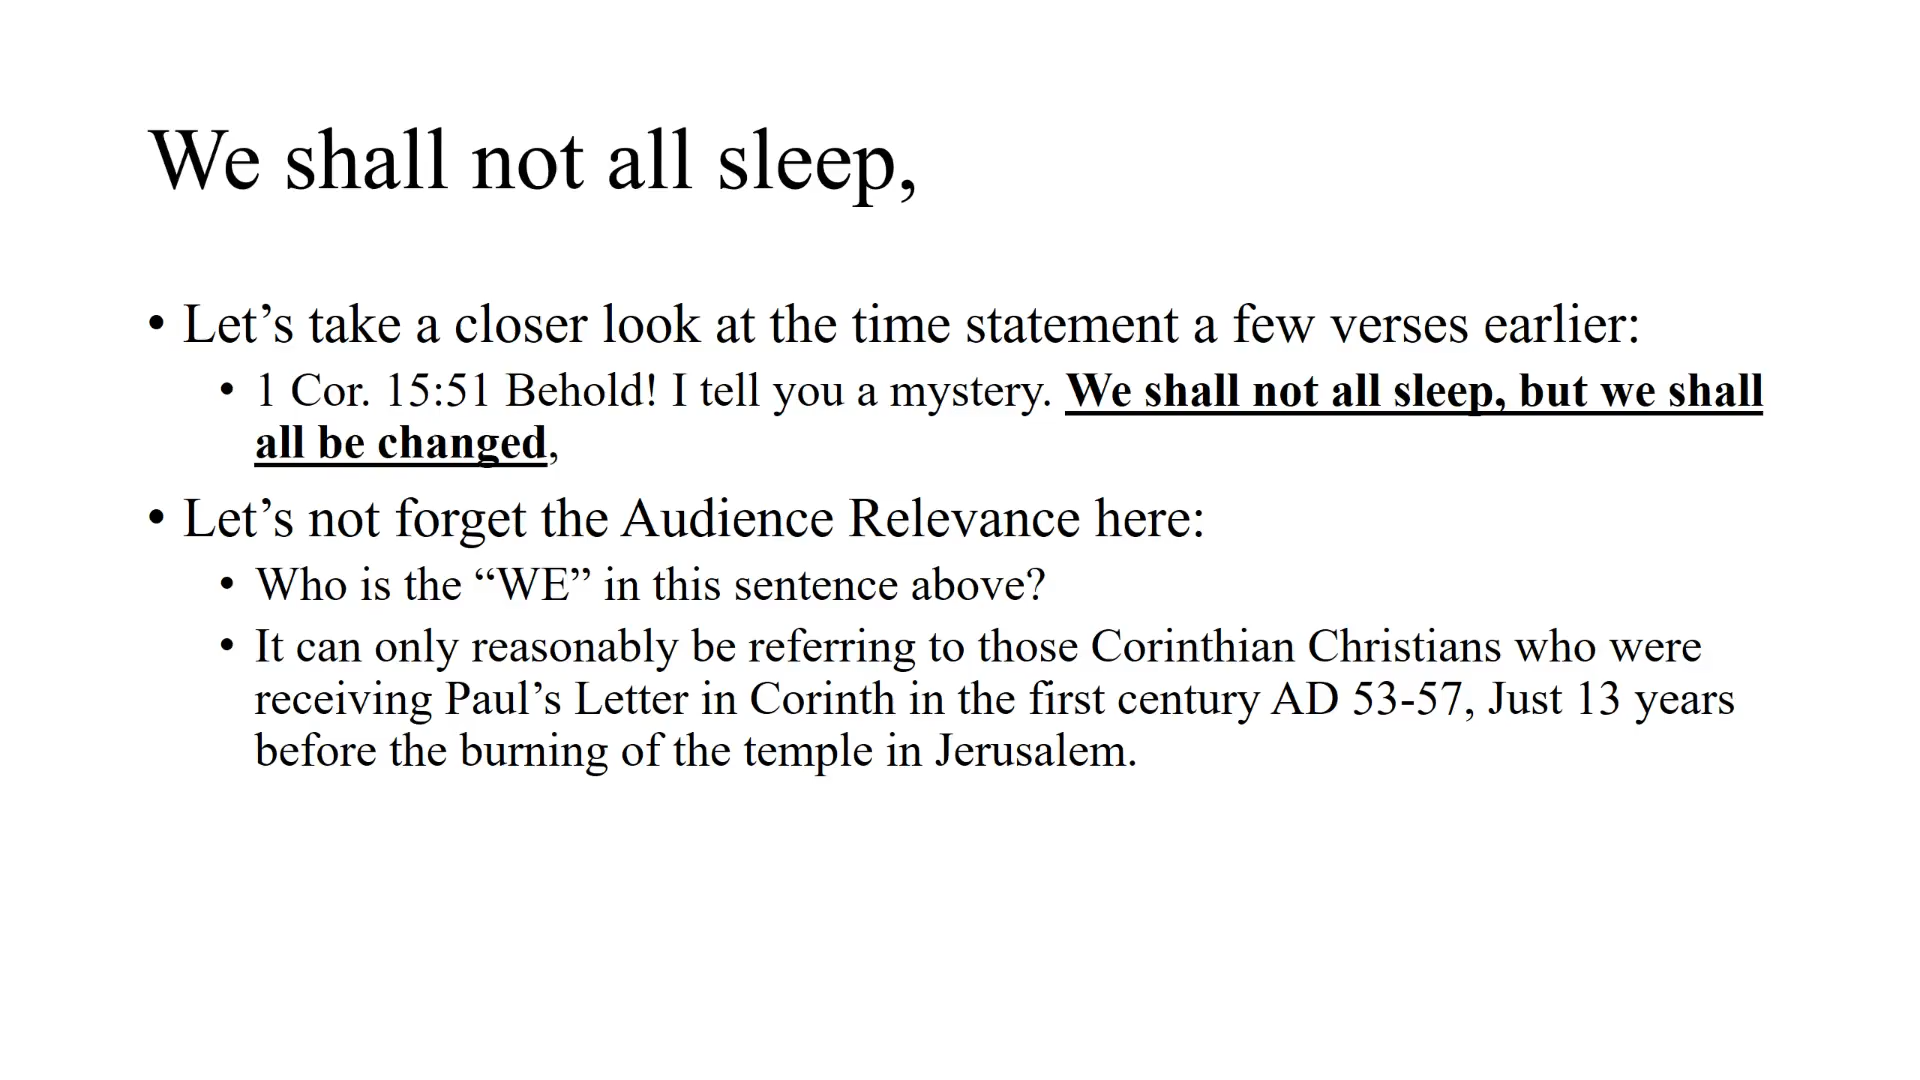 We shall not all sleep,
• Let’s take a closer look at the time statement a few verses earlier:
• 1 Cor. 15:51 Behold! I tell you a mystery. We shall not all sleep, but we shall
all be changed,
• Let’s not forget the Audience Relevance here:
• Who is the “WE” in this sentence above?
• It can only reasonably be referring to those Corinthian Christians who were
receiving Paul’s Letter in Corinth in the first century AD 53-57, Just 13 years
before the burning of the temple in Jerusalem.